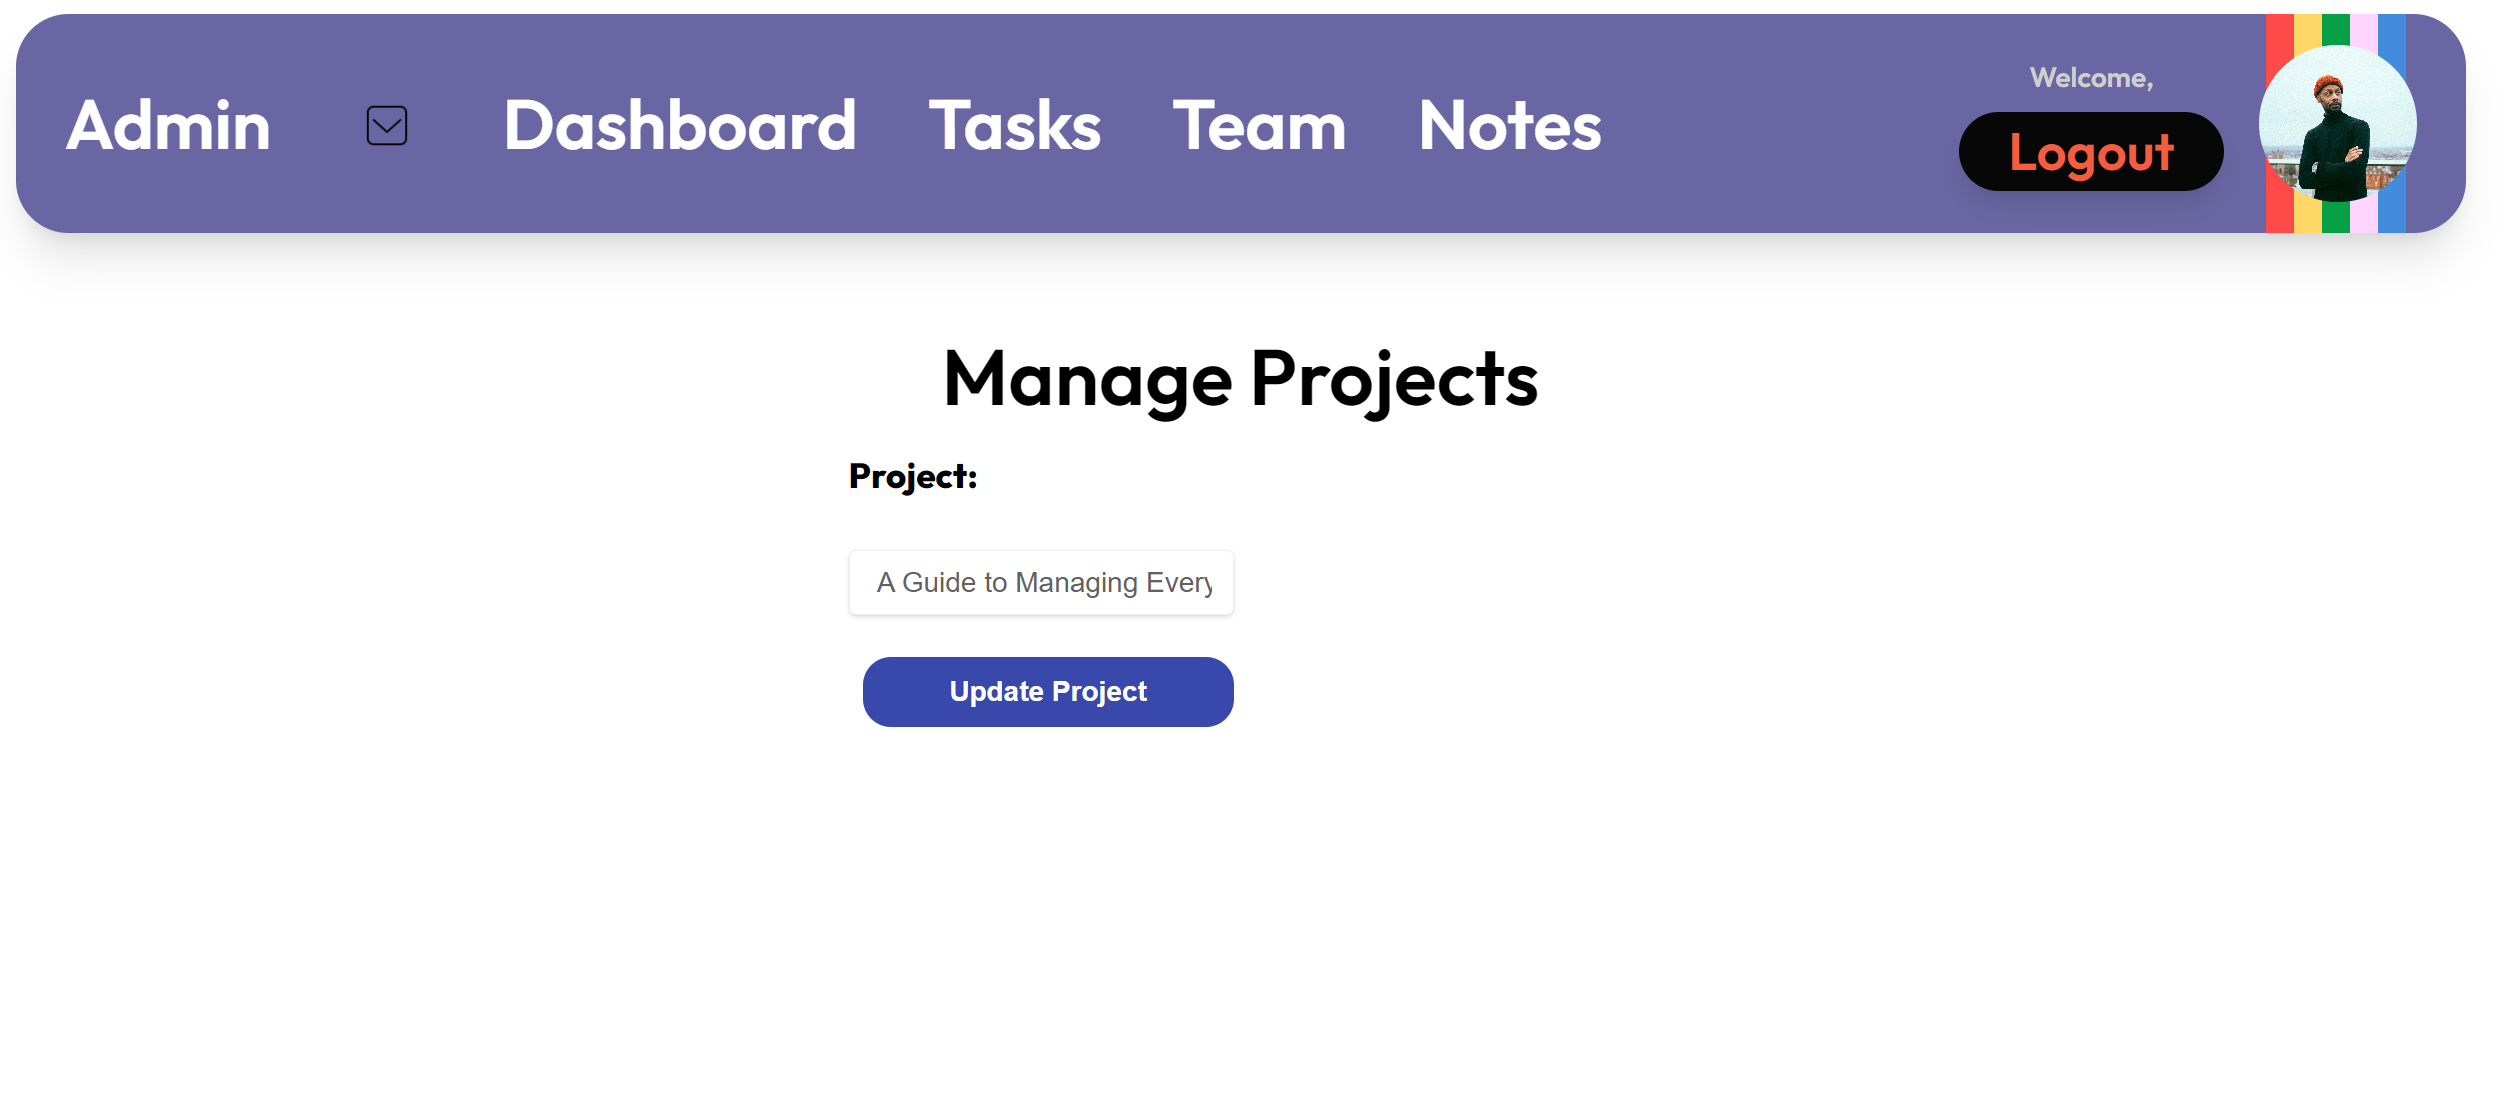 Admin Dashboard Tasks Team Notes
Welcome,
Logout
Manage Projects
Project:
A Guide to Managing Every
Update Project